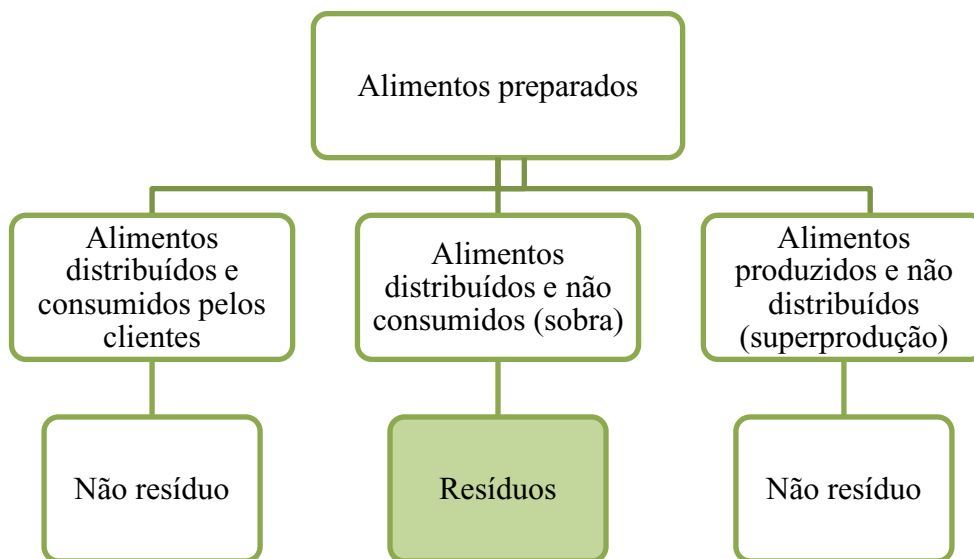 Alimentos preparados
Alimentos
distribuídos e
consumidos pelos
clientes
Alimentos
distribuídos e não
consumidos (sobra)
Alimentos
produzidos e não
distribuídos
(superprodução)
Não resíduo
Resíduos
Não resíduo